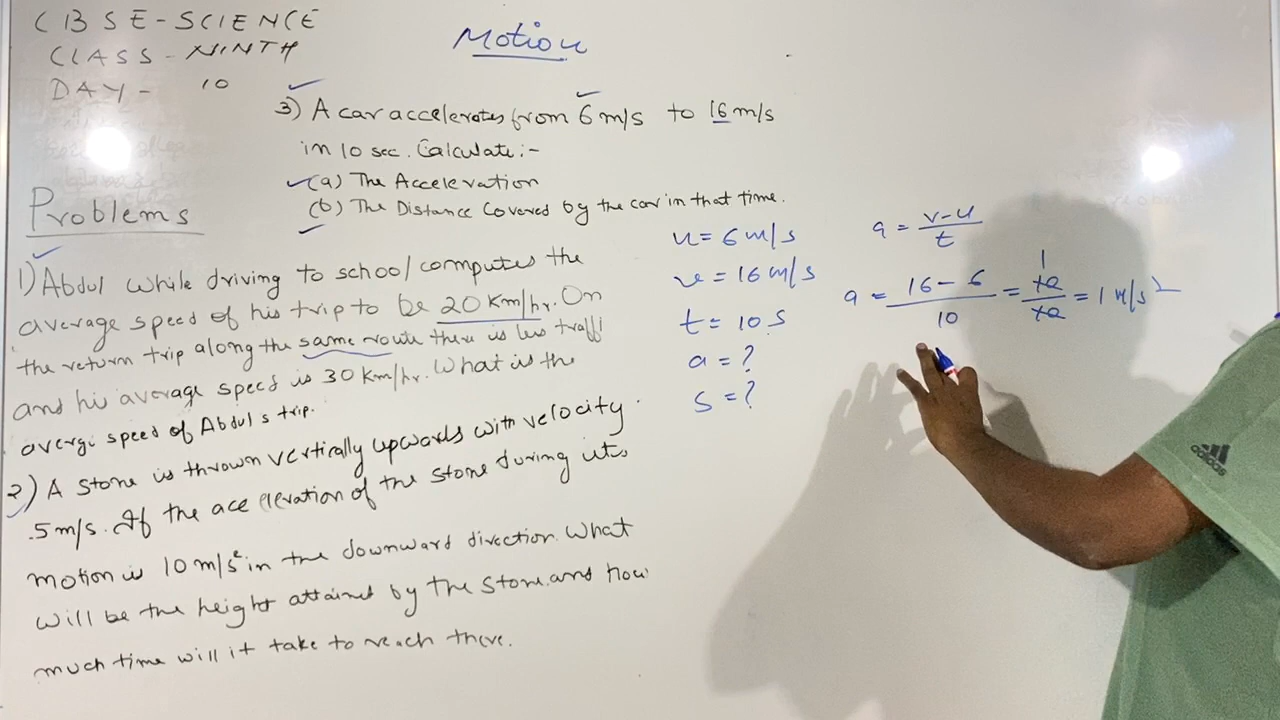 CBSE-SCIENCE
CLASS - NINTH
DAY - 10
Motion
3) A car accelerates from 6 m/s to 16 m/s
in 10 sec. Calculate :-
(a) The Acceleration
(b) The Distance Covered by the car in that time.
Problems
1) Abdul while driving to school computes the
average speed of his trip to be 20 Km/hr. On
the return trip along the same route there is less traffi
and his average speed is 30 Km/hr. What is the
averge speed of Abdul s trip.
2) A stone is thrown vertically upwards with velocity
5 m/s. If the acceleration of the stone during its
motion is 10 m/s² in the downward direction. What
will be the height attained by the stone and how
much time will it take to reach there.
u = 6 m/s
v = 16 m/s
t = 10 s
a = ?
s = ?
a = v-u/t
a = 16-6/10 = 10/10 = 1 m/s²
adidas